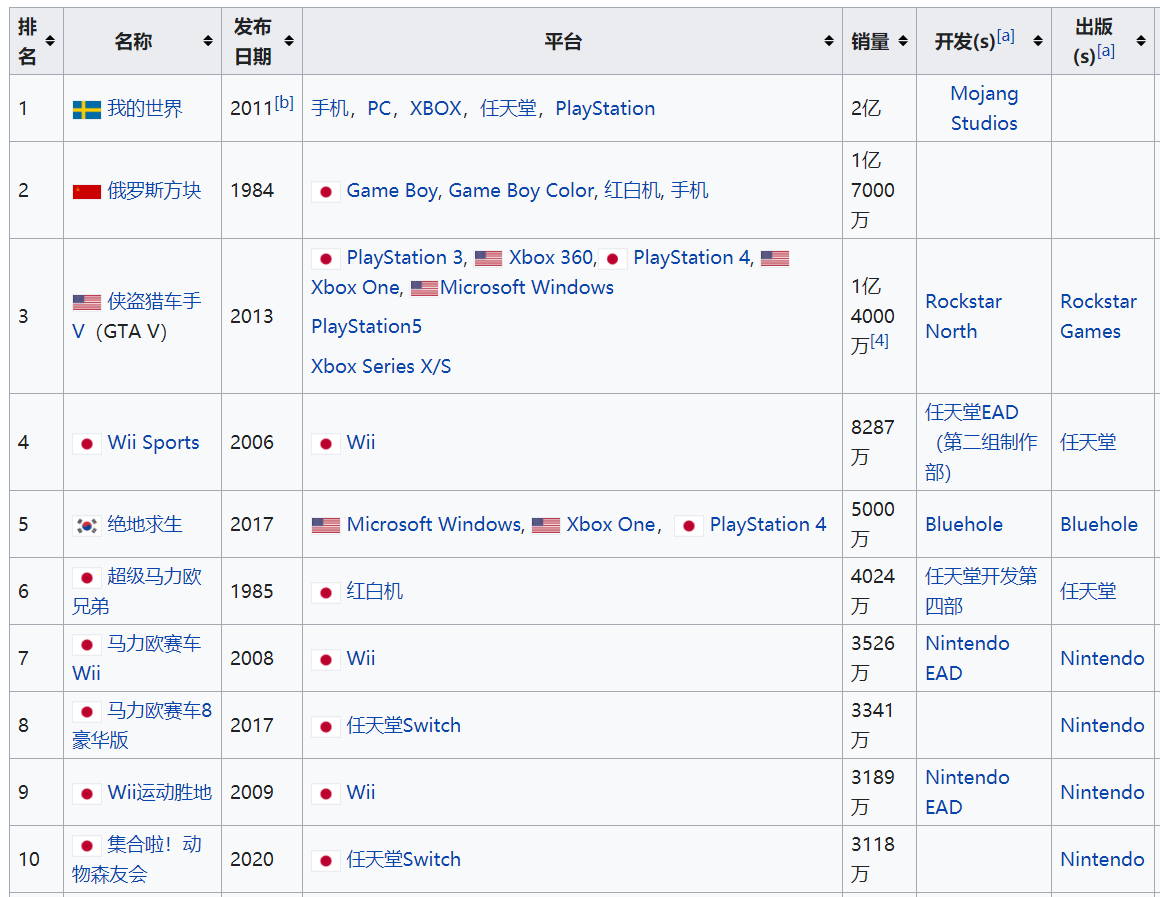 排名 名称 发布日期 平台 销量 开发(s)[a] 出版(s)[a]
1 我的世界 2011[b] 手机，PC，XBOX，任天堂，PlayStation 2亿 Mojang Studios
2 俄罗斯方块 1984 Game Boy, Game Boy Color, 红白机, 手机 1亿7000万
3 侠盗猎车手V（GTA V） 2013 PlayStation 3, Xbox 360, PlayStation 4, Xbox One, Microsoft Windows PlayStation5 Xbox Series X/S 1亿4000万[4] Rockstar North Rockstar Games
4 Wii Sports 2006 Wii 8287万 任天堂EAD（第二组制作部） 任天堂
5 绝地求生 2017 Microsoft Windows, Xbox One， PlayStation 4 5000万 Bluehole Bluehole
6 超级马力欧兄弟 1985 红白机 4024万 任天堂开发第四部 任天堂
7 马力欧赛车Wii 2008 Wii 3526万 Nintendo EAD Nintendo
8 马力欧赛车8豪华版 2017 任天堂Switch 3341万 Nintendo
9 Wii运动胜地 2009 Wii 3189万 Nintendo EAD Nintendo
10 集合啦！动物森友会 2020 任天堂Switch 3118万 Nintendo